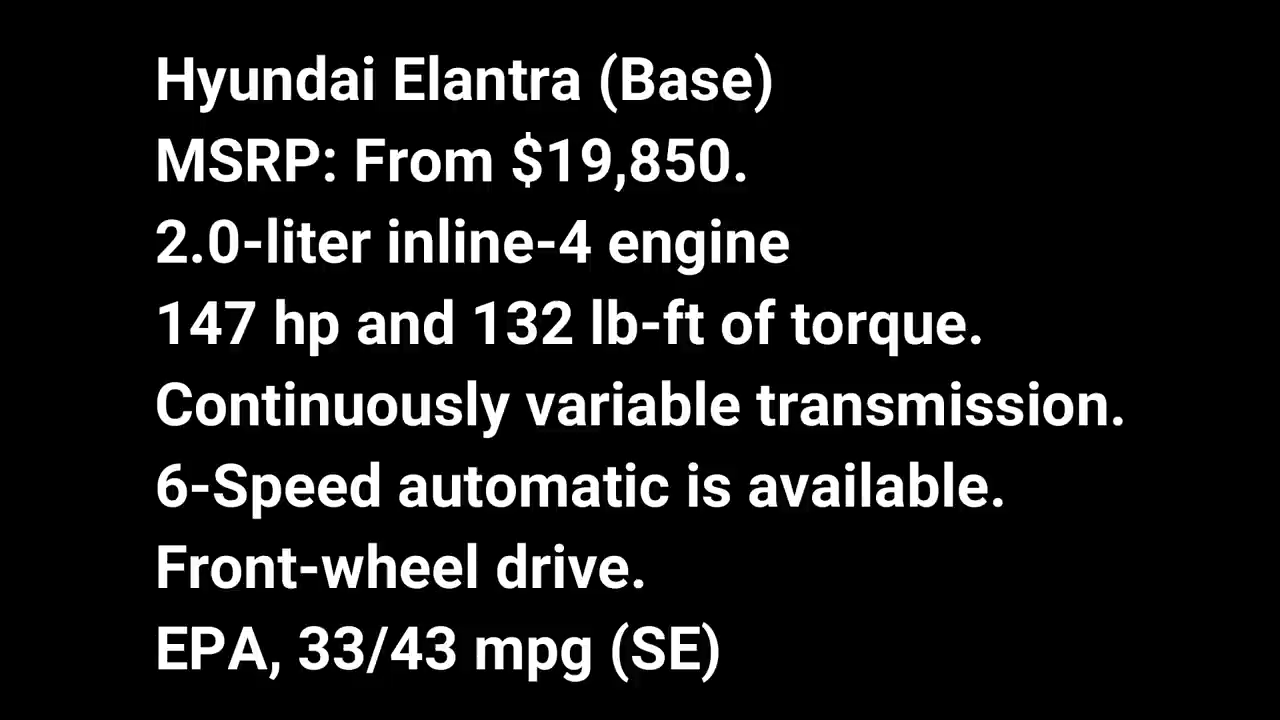 Hyundai Elantra (Base)
MSRP: From $19,850.
2.0-liter inline-4 engine
147 hp and 132 lb-ft of torque.
Continuously variable transmission.
6-Speed automatic is available.
Front-wheel drive.
EPA, 33/43 mpg (SE)